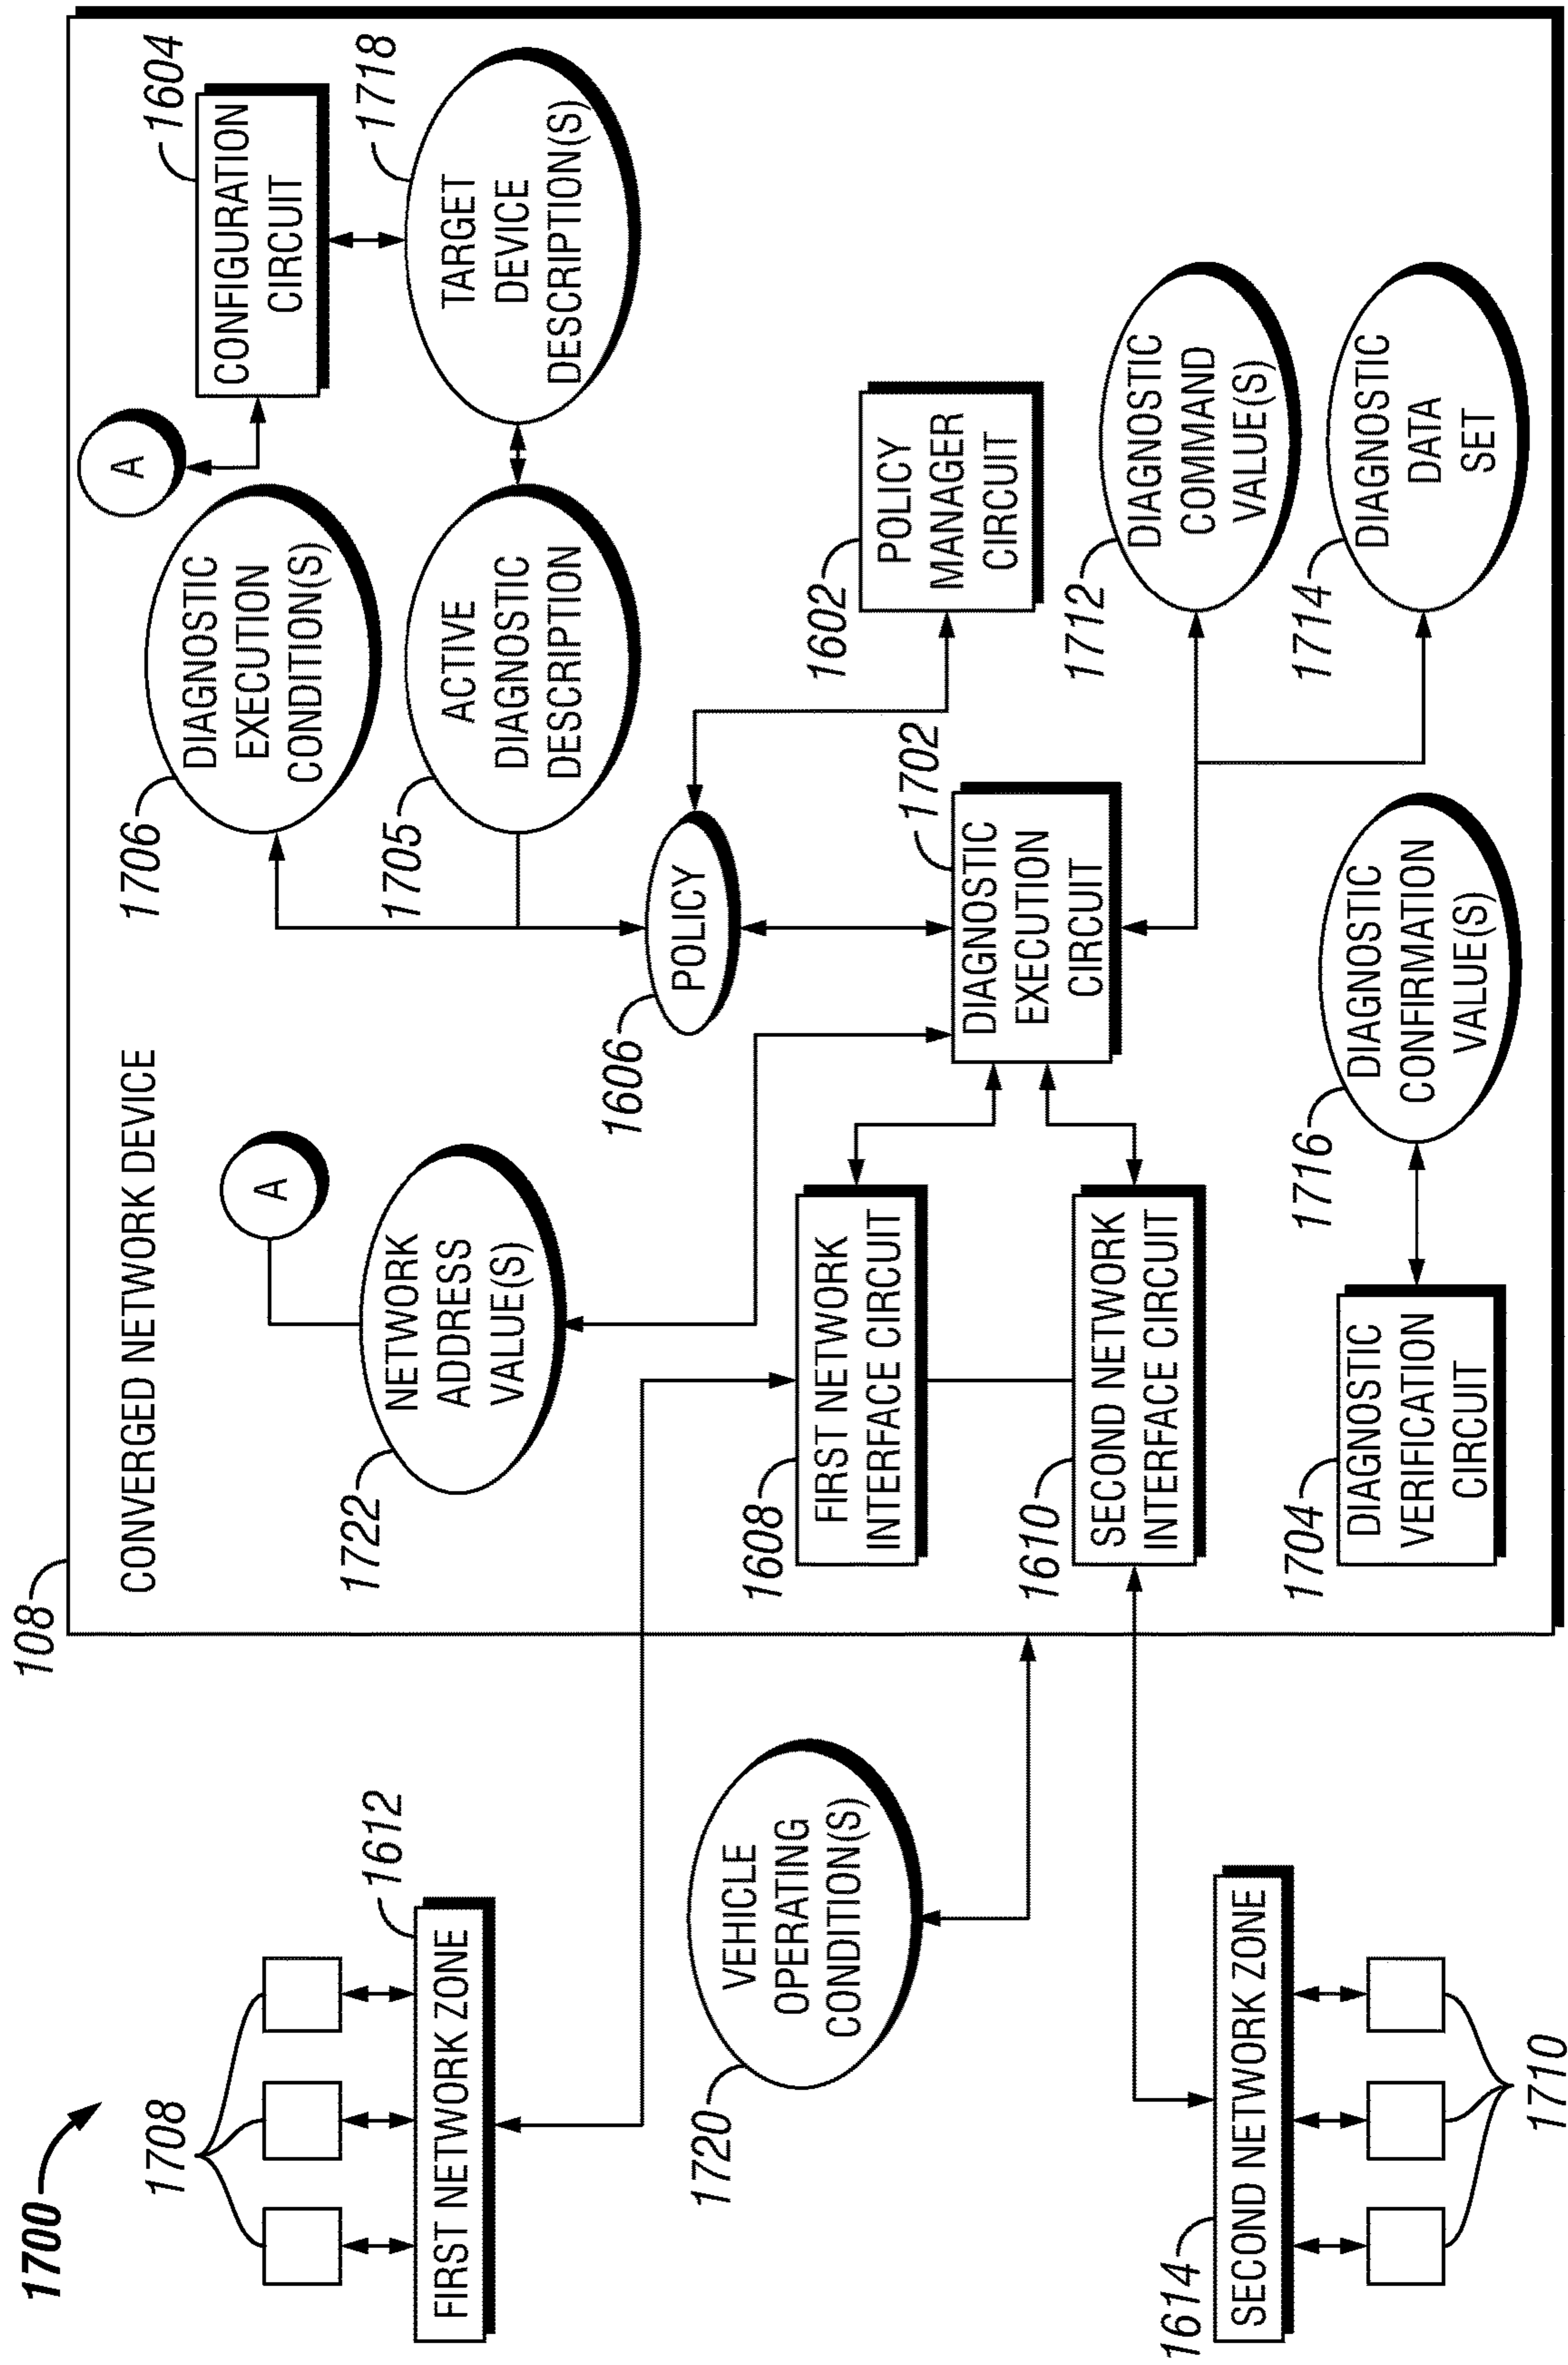 1700
108
CONVERGED NETWORK DEVICE
1708
1612
FIRST NETWORK ZONE
1720
VEHICLE
OPERATING
CONDITION(S)
1614
SECOND NETWORK ZONE
1710
1722
NETWORK
ADDRESS
VALUE(S)
A
1608
FIRST NETWORK
INTERFACE CIRCUIT
1610
SECOND NETWORK
INTERFACE CIRCUIT
1704
DIAGNOSTIC
VERIFICATION
CIRCUIT
1716
DIAGNOSTIC
CONFIRMATION
VALUE(S)
1706
DIAGNOSTIC
EXECUTION
CONDITION(S)
1705
ACTIVE
DIAGNOSTIC
DESCRIPTION
1606
POLICY
1702
DIAGNOSTIC
EXECUTION
CIRCUIT
A
1604
CONFIGURATION
CIRCUIT
1718
TARGET
DEVICE
DESCRIPTION(S)
1602
POLICY
MANAGER
CIRCUIT
1712
DIAGNOSTIC
COMMAND
VALUE(S)
1714
DIAGNOSTIC
DATA
SET